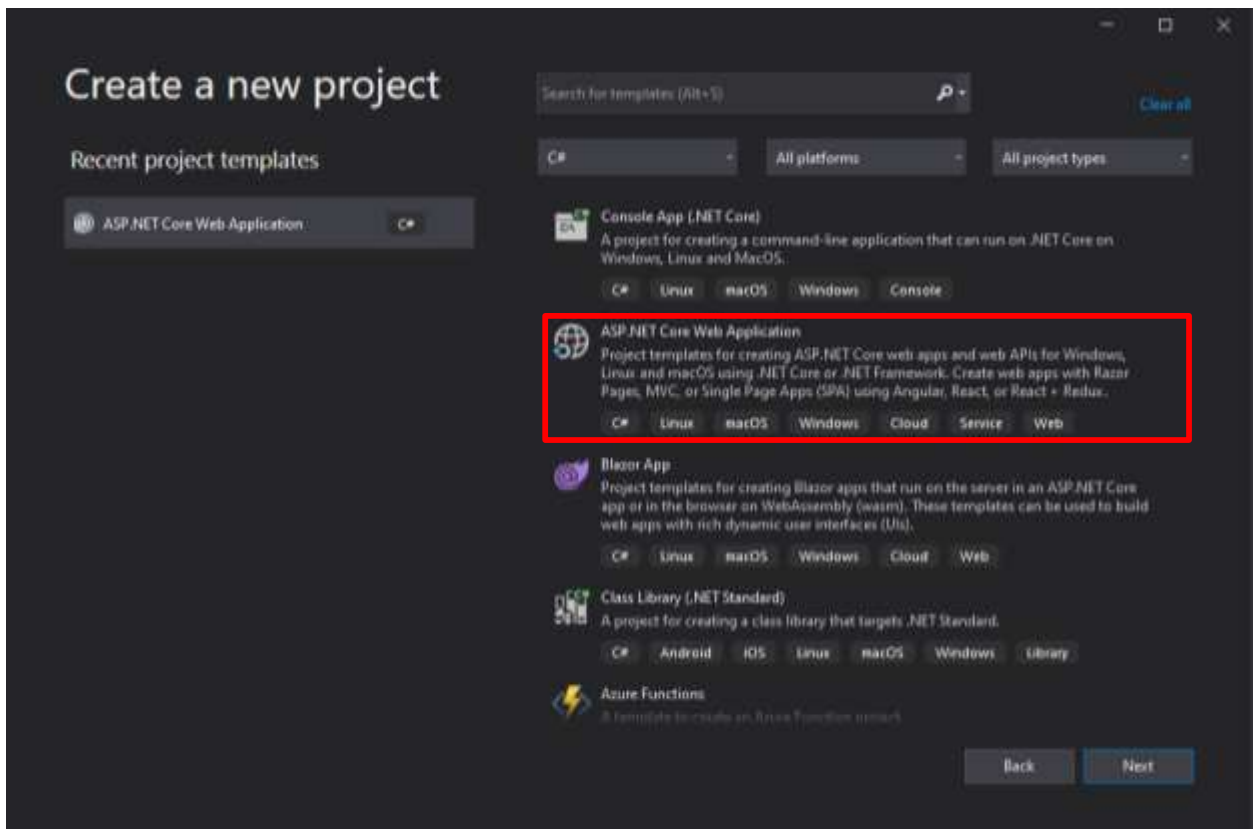 Create a new project
Search for templates (Alt+S)
Clear all
Recent project templates
C#
All platforms
All project types
ASP.NET Core Web Application
C#
Console App (.NET Core)
A project for creating a command-line application that can run on .NET Core on
Windows, Linux and MacOS.
C# Linux macOS Windows Console
ASP.NET Core Web Application
Project templates for creating ASP.NET Core web apps and web APIs for Windows,
Linux and macOS using .NET Core or .NET Framework. Create web apps with Razor
Pages, MVC, or Single Page Apps (SPA) using Angular, React, or React + Redux.
C# Linux macOS Windows Cloud Service Web
Blazor App
Project templates for creating Blazor apps that run on the server in an ASP.NET Core
app or in the browser on WebAssembly (wasm). These templates can be used to build
web apps with rich dynamic user interfaces (UIs).
C# Linux macOS Windows Cloud Web
Class Library (.NET Standard)
A project for creating a class library that targets .NET Standard.
C# Android iOS Linux macOS Windows Library
Azure Functions
A template to create an Azure Function project.
Back
Next